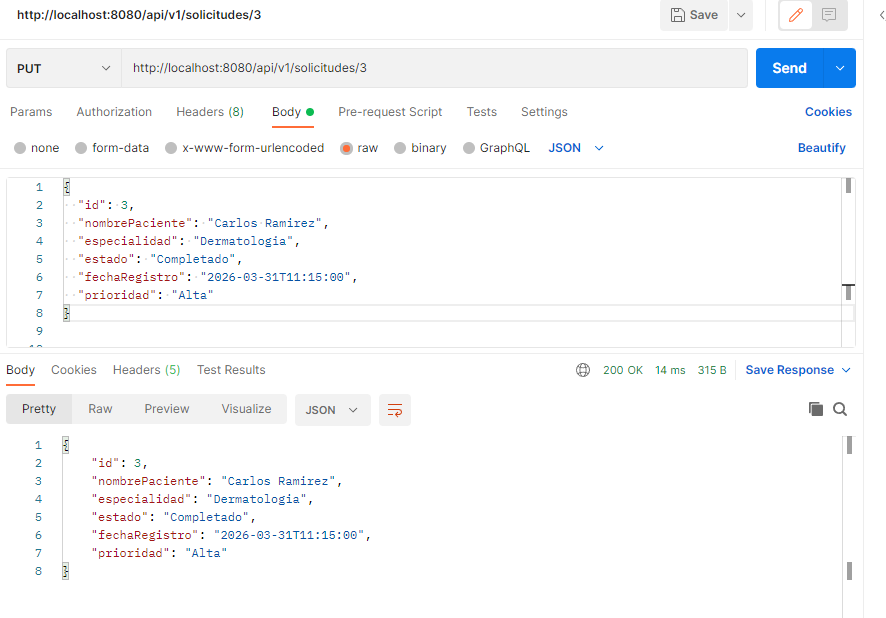 http://localhost:8080/api/v1/solicitudes/3 Save
PUT http://localhost:8080/api/v1/solicitudes/3 Send
Params Authorization Headers (8) Body Pre-request Script Tests Settings Cookies
none form-data x-www-form-urlencoded raw binary GraphQL JSON Beautify
1 {
2 "id": 3,
3 "nombrePaciente": "Carlos Ramirez",
4 "especialidad": "Dermatologia",
5 "estado": "Completado",
6 "fechaRegistro": "2026-03-31T11:15:00",
7 "prioridad": "Alta"
8 }
9
Body Cookies Headers (5) Test Results 200 OK 14 ms 315 B Save Response
Pretty Raw Preview Visualize JSON
1 {
2 "id": 3,
3 "nombrePaciente": "Carlos Ramirez",
4 "especialidad": "Dermatologia",
5 "estado": "Completado",
6 "fechaRegistro": "2026-03-31T11:15:00",
7 "prioridad": "Alta"
8 }